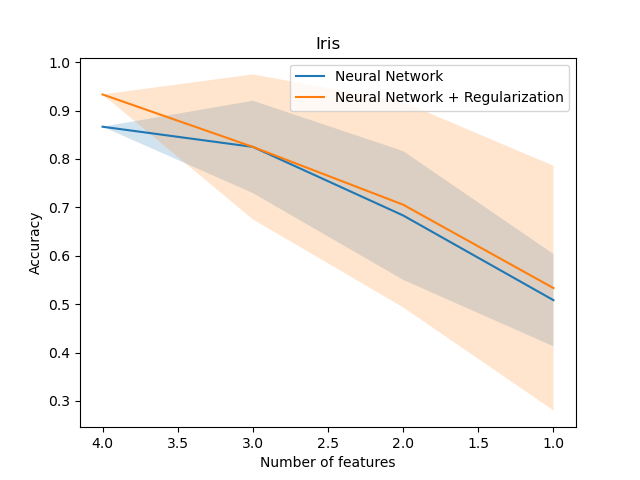 Iris
Neural Network
Neural Network + Regularization
Accuracy
1.0
0.9
0.8
0.7
0.6
0.5
0.4
0.3
4.0 3.5 3.0 2.5 2.0 1.5 1.0
Number of features